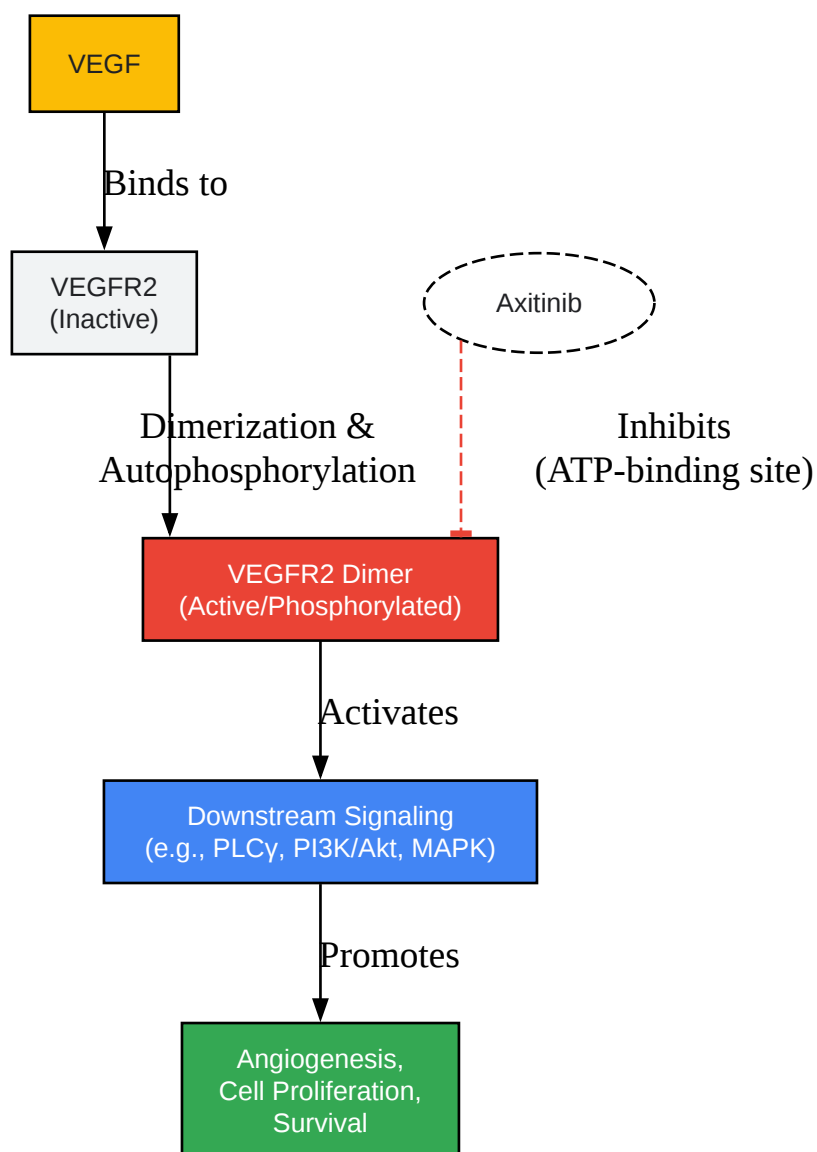 VEGF
Binds to
VEGFR2
(Inactive)
Axitinib
Dimerization &
Autophosphorylation
Inhibits
(ATP-binding site)
VEGFR2 Dimer
(Active/Phosphorylated)
Activates
Downstream Signaling
(e.g., PLCγ, PI3K/Akt, MAPK)
Promotes
Angiogenesis,
Cell Proliferation,
Survival